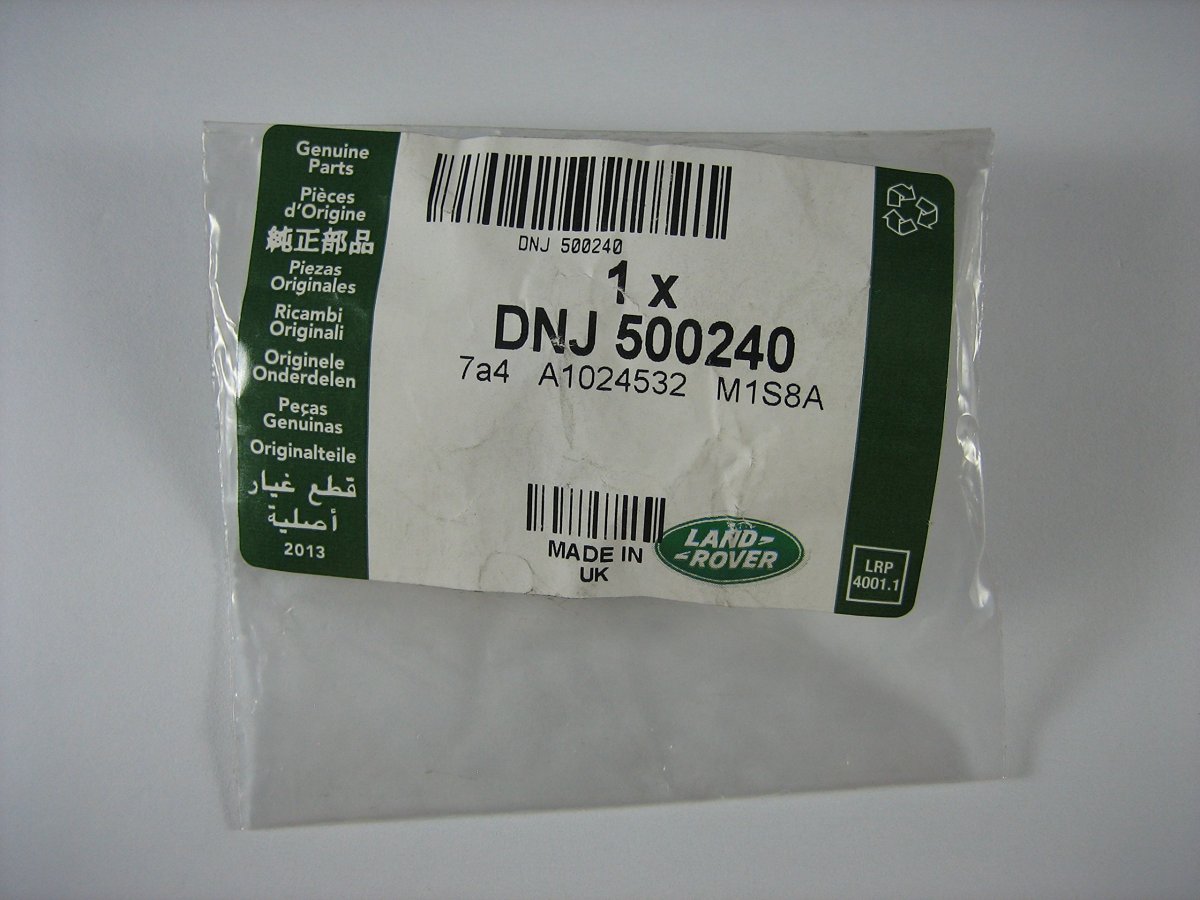 Genuine
Parts
Pièces
d'Origine
純正部品
Piezas
Originales
Ricambi
Originali
Originele
Onderdelen
Peças
Genuinas
Originalteile
قطع غيار
أصلية
2013
DNJ 500240
1 x
DNJ 500240
7a4 A1024532 M1S8A
MADE IN
UK
LAND-
-ROVER
LRP
4001.1